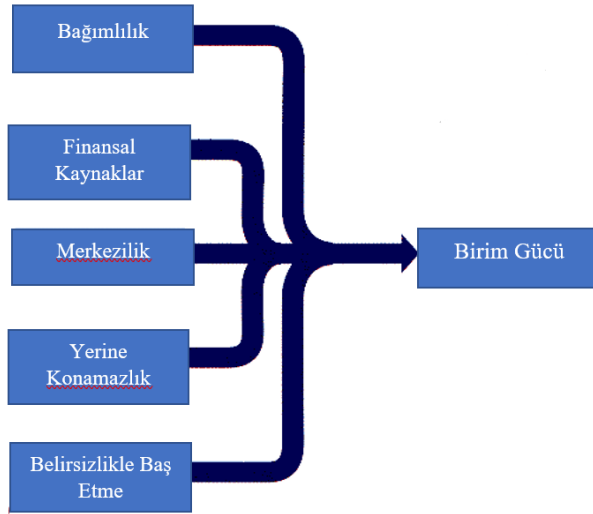 Bağımlılık
Finansal
Kaynaklar
Merkezilik
Birim Gücü
Yerine
Konamazlık
Belirsizlikle Baş
Etme